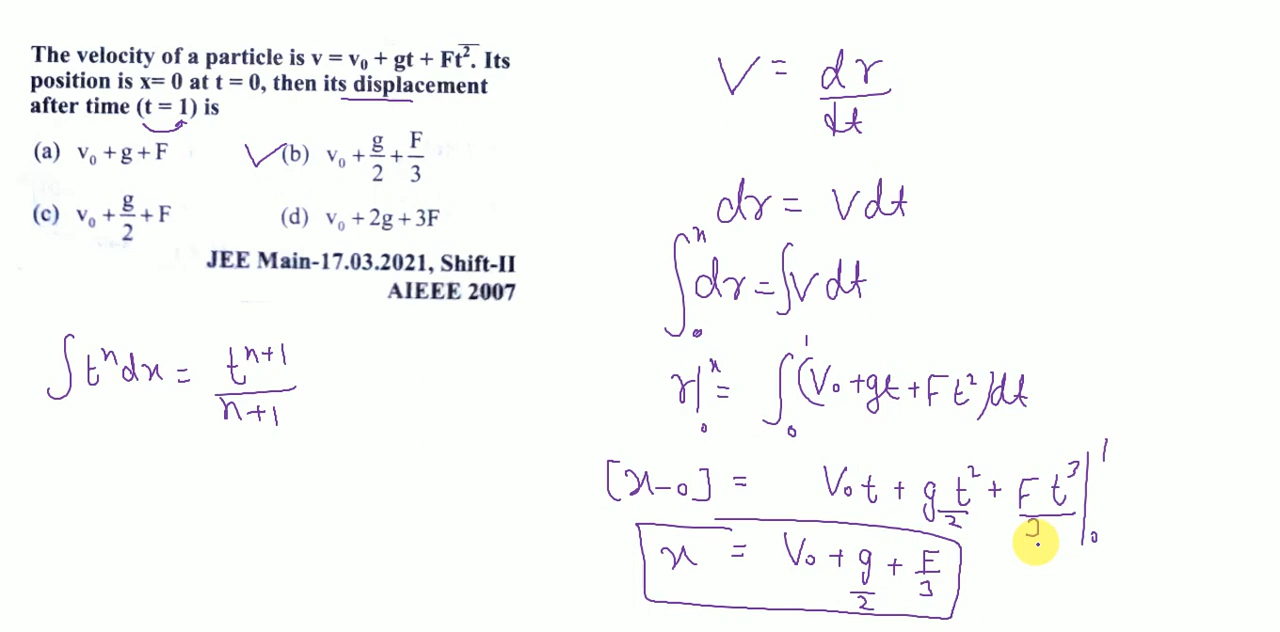 The velocity of a particle is v = v₀ + gt + Ft². Its
position is x= 0 at t = 0, then its displacement
after time (t = 1) is
(a) v₀ + g + F
(b) v₀ + g/2 + F/3
(c) v₀ + g/2 + F
(d) v₀ + 2g + 3F
JEE Main-17.03.2021, Shift-II
AIEEE 2007
∫tⁿdx = tⁿ⁺¹/n+1
V = dr/dt
dr = Vdt
∫₀ˣ dr = ∫V dt
r|₀ˣ = ∫₀¹ (V₀ + gt + Ft²)dt
[x-0] = V₀t + g t²/2 + F t³/3 |₀¹
x = V₀ + g/2 + F/3